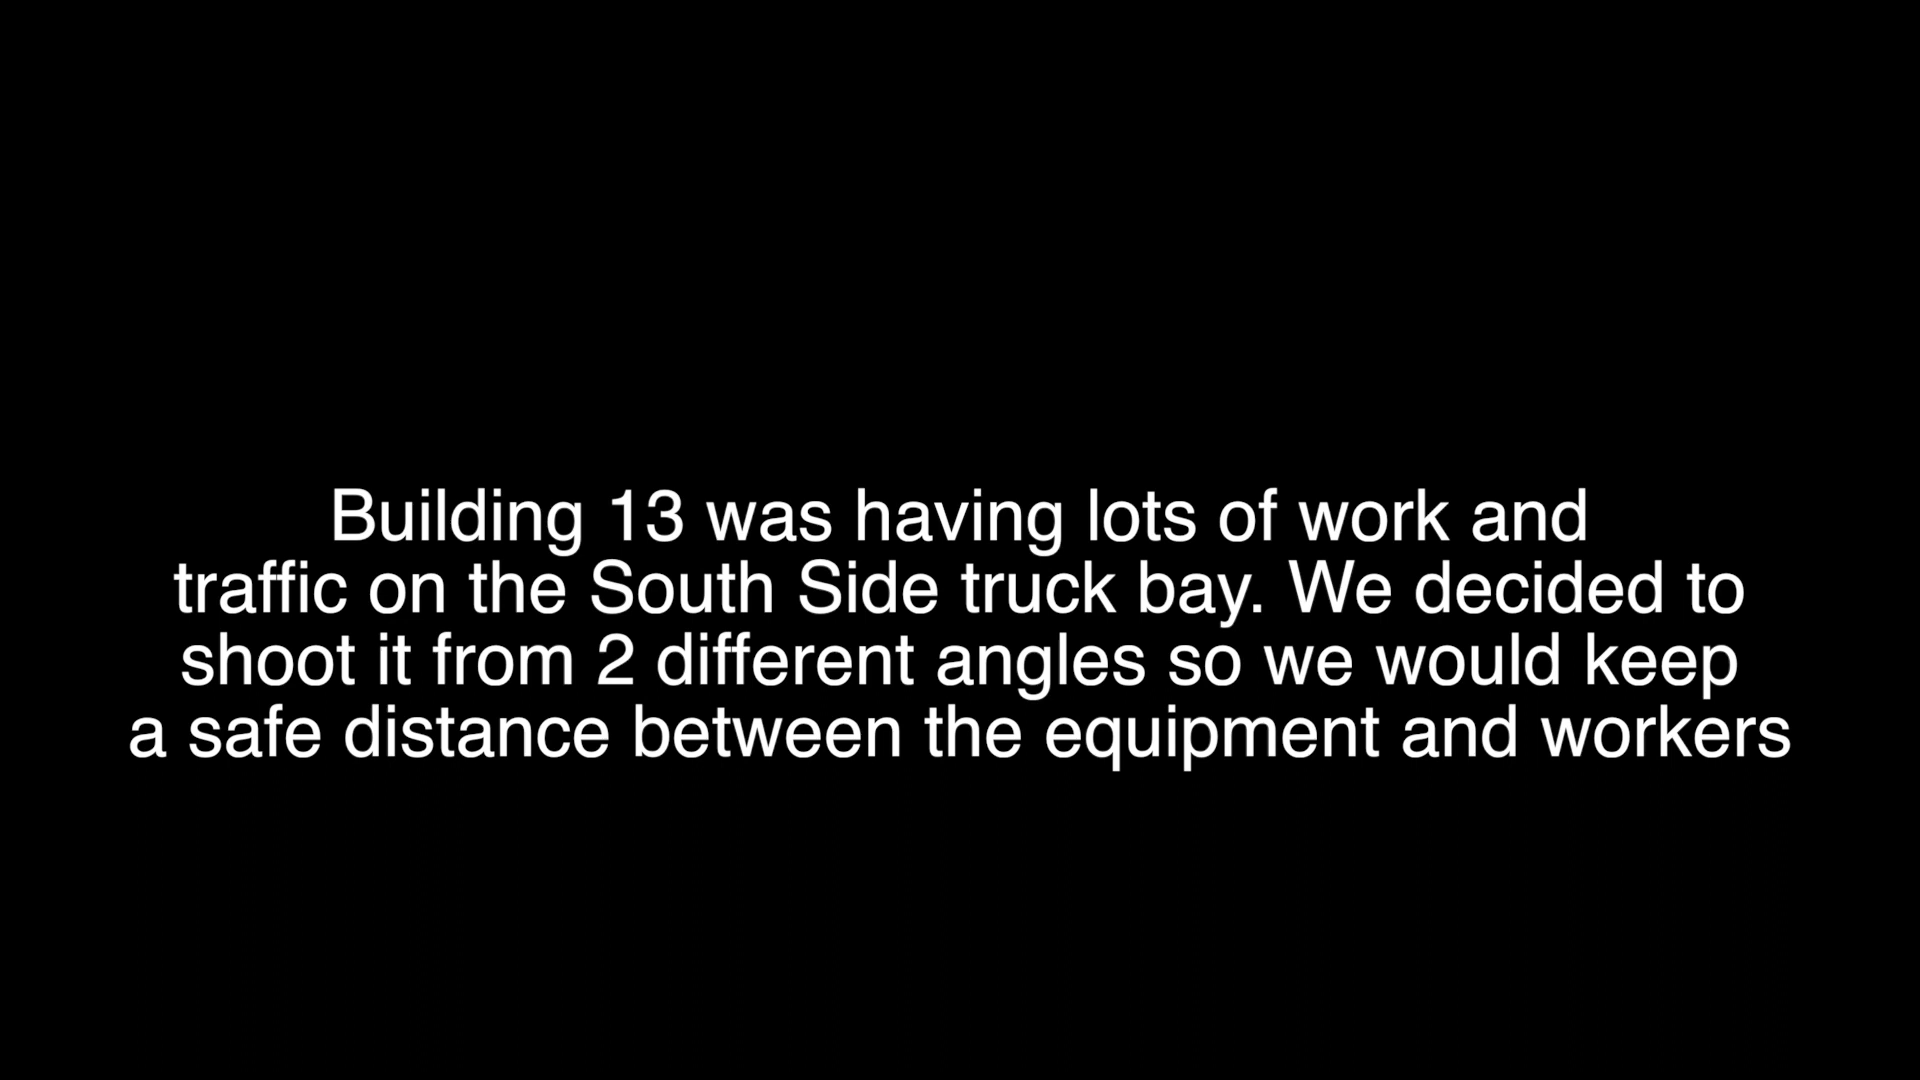 Building 13 was having lots of work and
traffic on the South Side truck bay. We decided to
shoot it from 2 different angles so we would keep
a safe distance between the equipment and workers